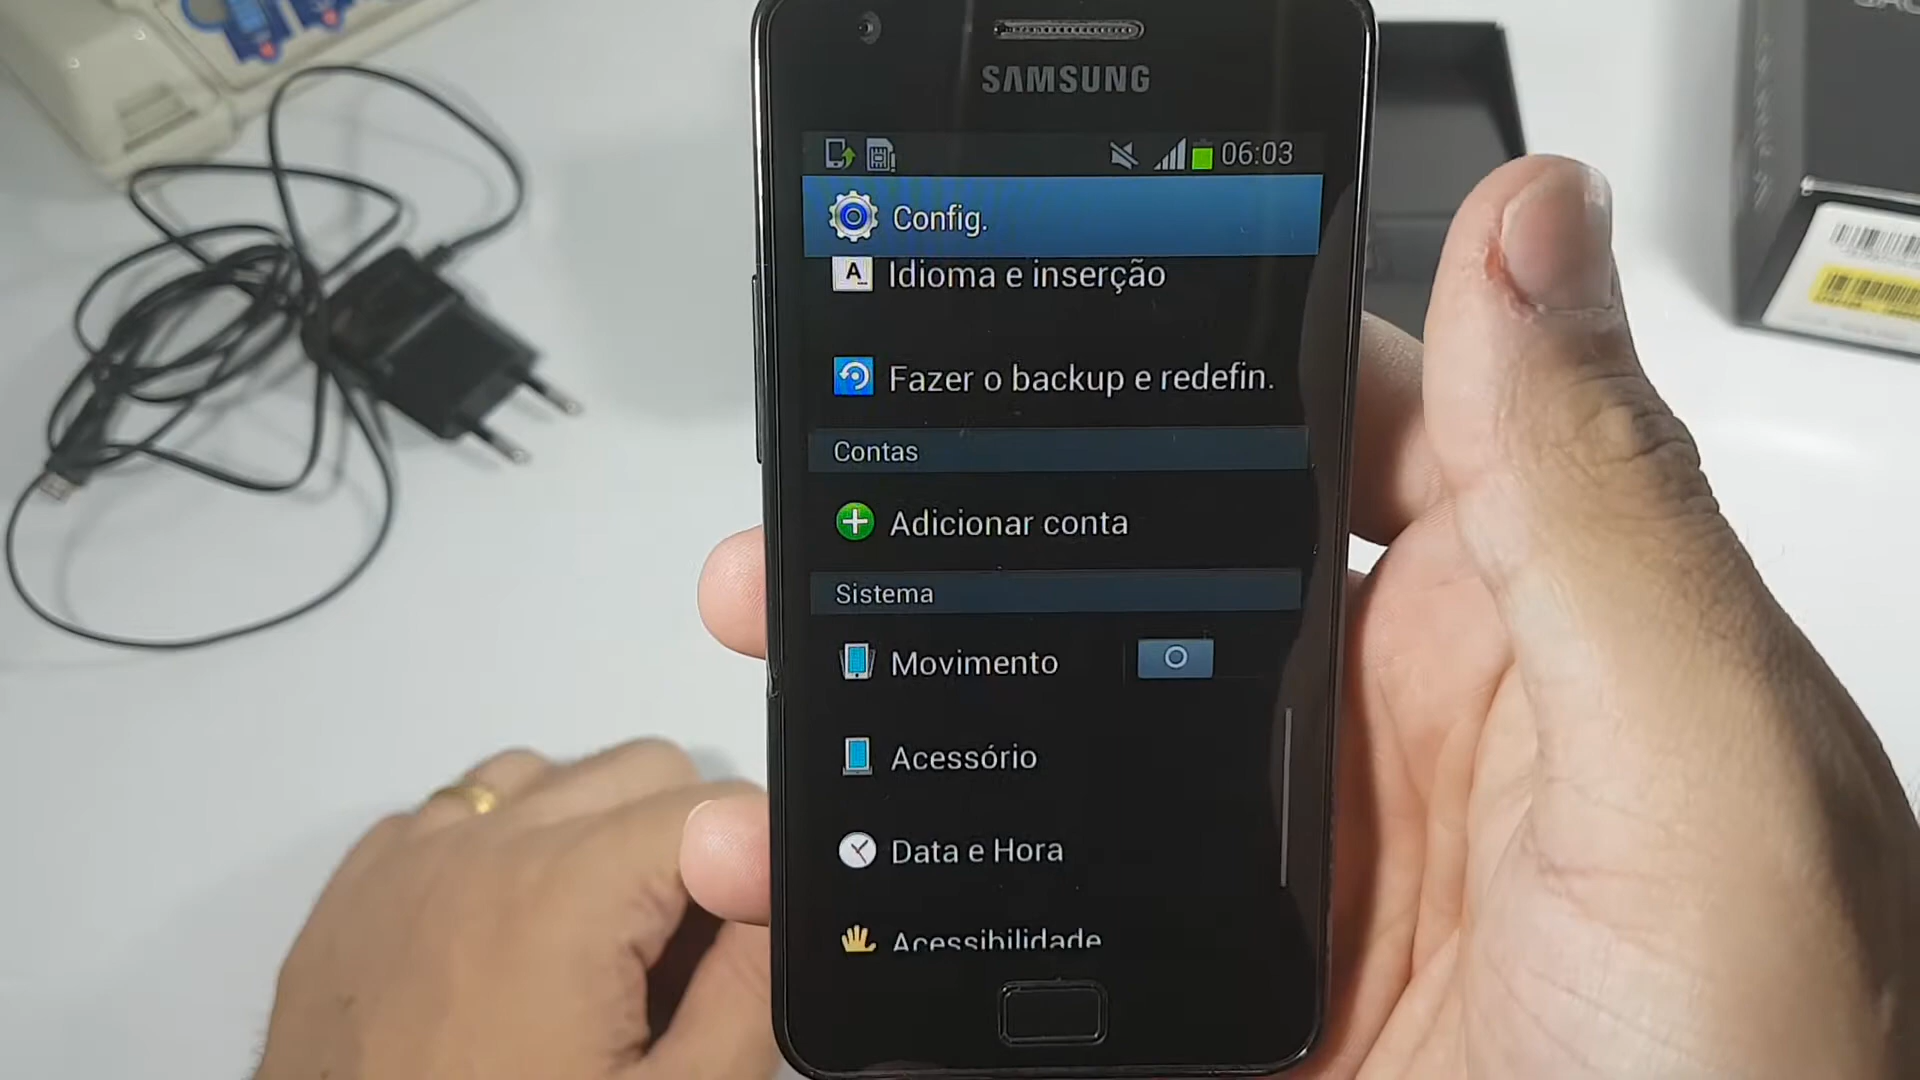 SAMSUNG
06:03
Config.
Idioma e inserção
Fazer o backup e redefin.
Contas
Adicionar conta
Sistema
Movimento
Acessório
Data e Hora
Acessibilidade